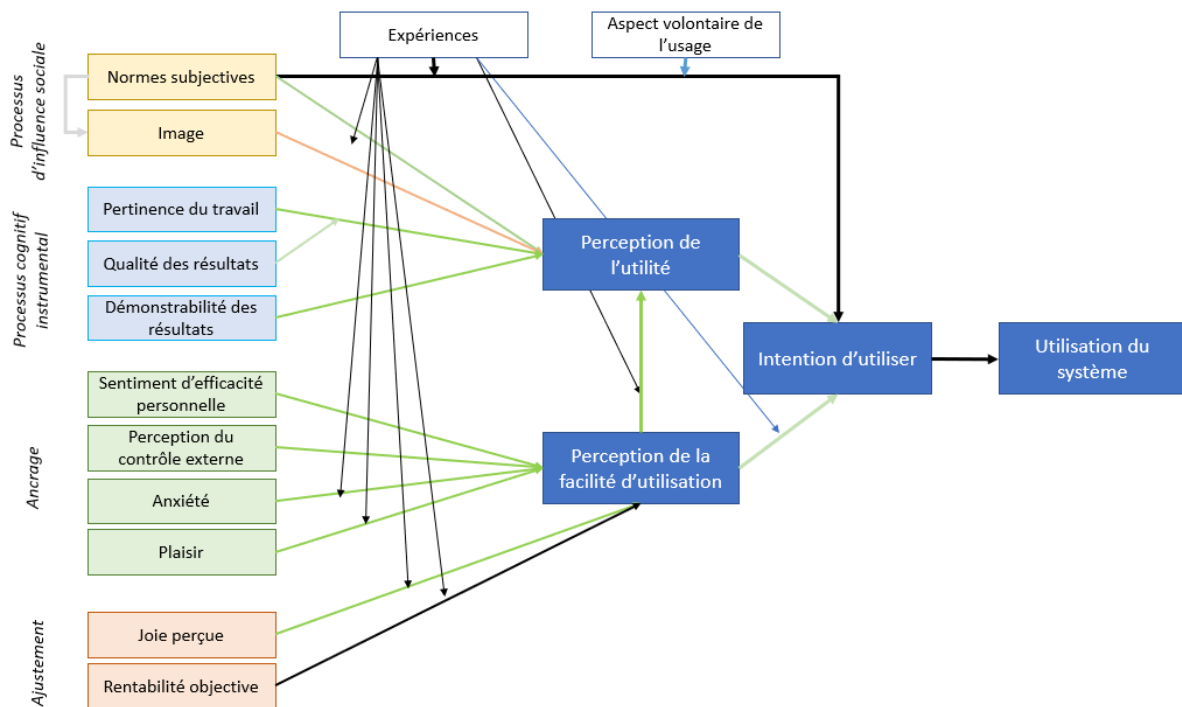 Expériences
Aspect volontaire de
l’usage
Processus
d’influence sociale
Normes subjectives
Image
Processus cognitif
instrumental
Pertinence du travail
Qualité des résultats
Démonstrabilité des
résultats
Perception de
l’utilité
Intention d’utiliser
Utilisation du
système
Ancrage
Sentiment d’efficacité
personnelle
Perception du
contrôle externe
Anxiété
Plaisir
Perception de la
facilité d’utilisation
Ajustement
Joie perçue
Rentabilité objective